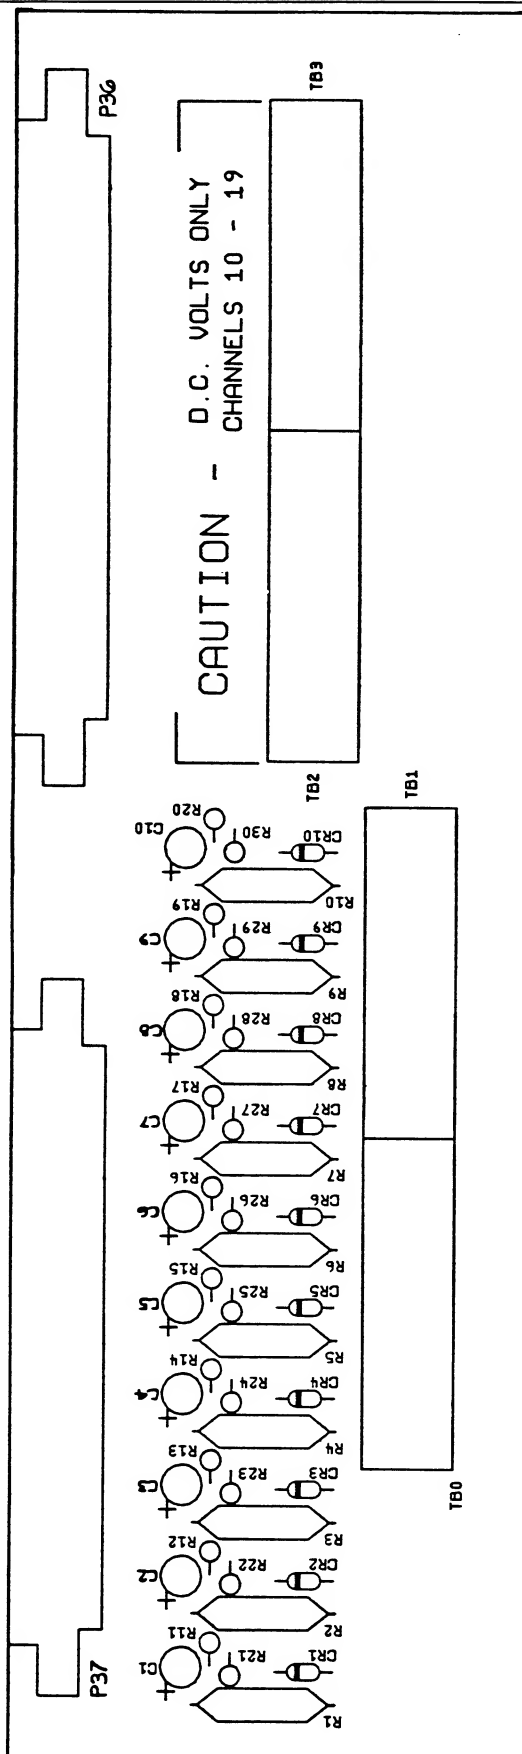 P36
TB3
CAUTION - D.C. VOLTS ONLY
CHANNELS 10 - 19
TB2
TB1
C10
R20
R30
CR10
R10
C9
R19
R29
CR9
R9
C8
R18
R28
CR8
R8
C7
R17
R27
CR7
R7
C6
R16
R26
CR6
R6
C5
R15
R25
CR5
R5
C4
R14
R24
CR4
R4
C3
R13
R23
CR3
R3
C2
R12
R22
CR2
R2
C1
R11
R21
CR1
R1
P37
TB0